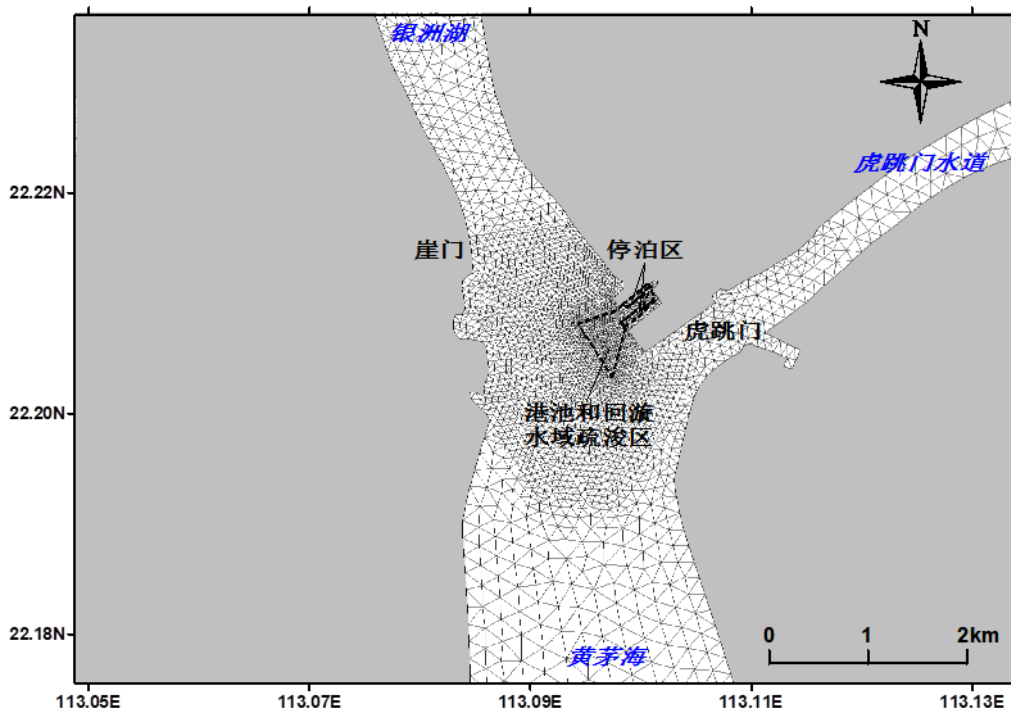 银洲湖
N
虎跳门水道
22.22N
崖门
停泊区
虎跳门
22.20N
港池和回游
水域疏浚区
22.18N
0 1 2km
黄茅海
113.05E 113.07E 113.09E 113.11E 113.13E